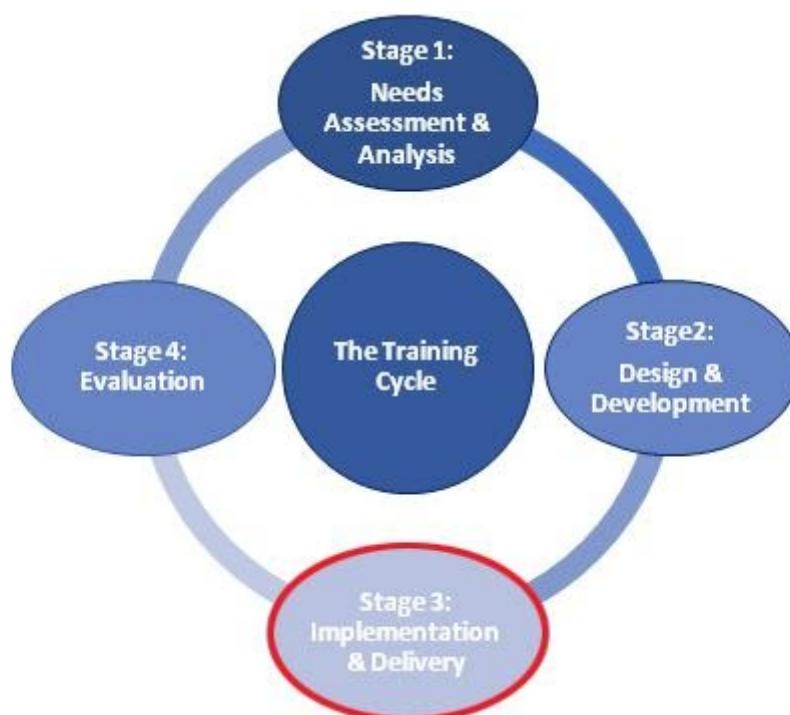 Stage 1:
Needs
Assessment &
Analysis
Stage 4:
Evaluation
The Training
Cycle
Stage2:
Design &
Development
Stage 3:
Implementation
& Delivery